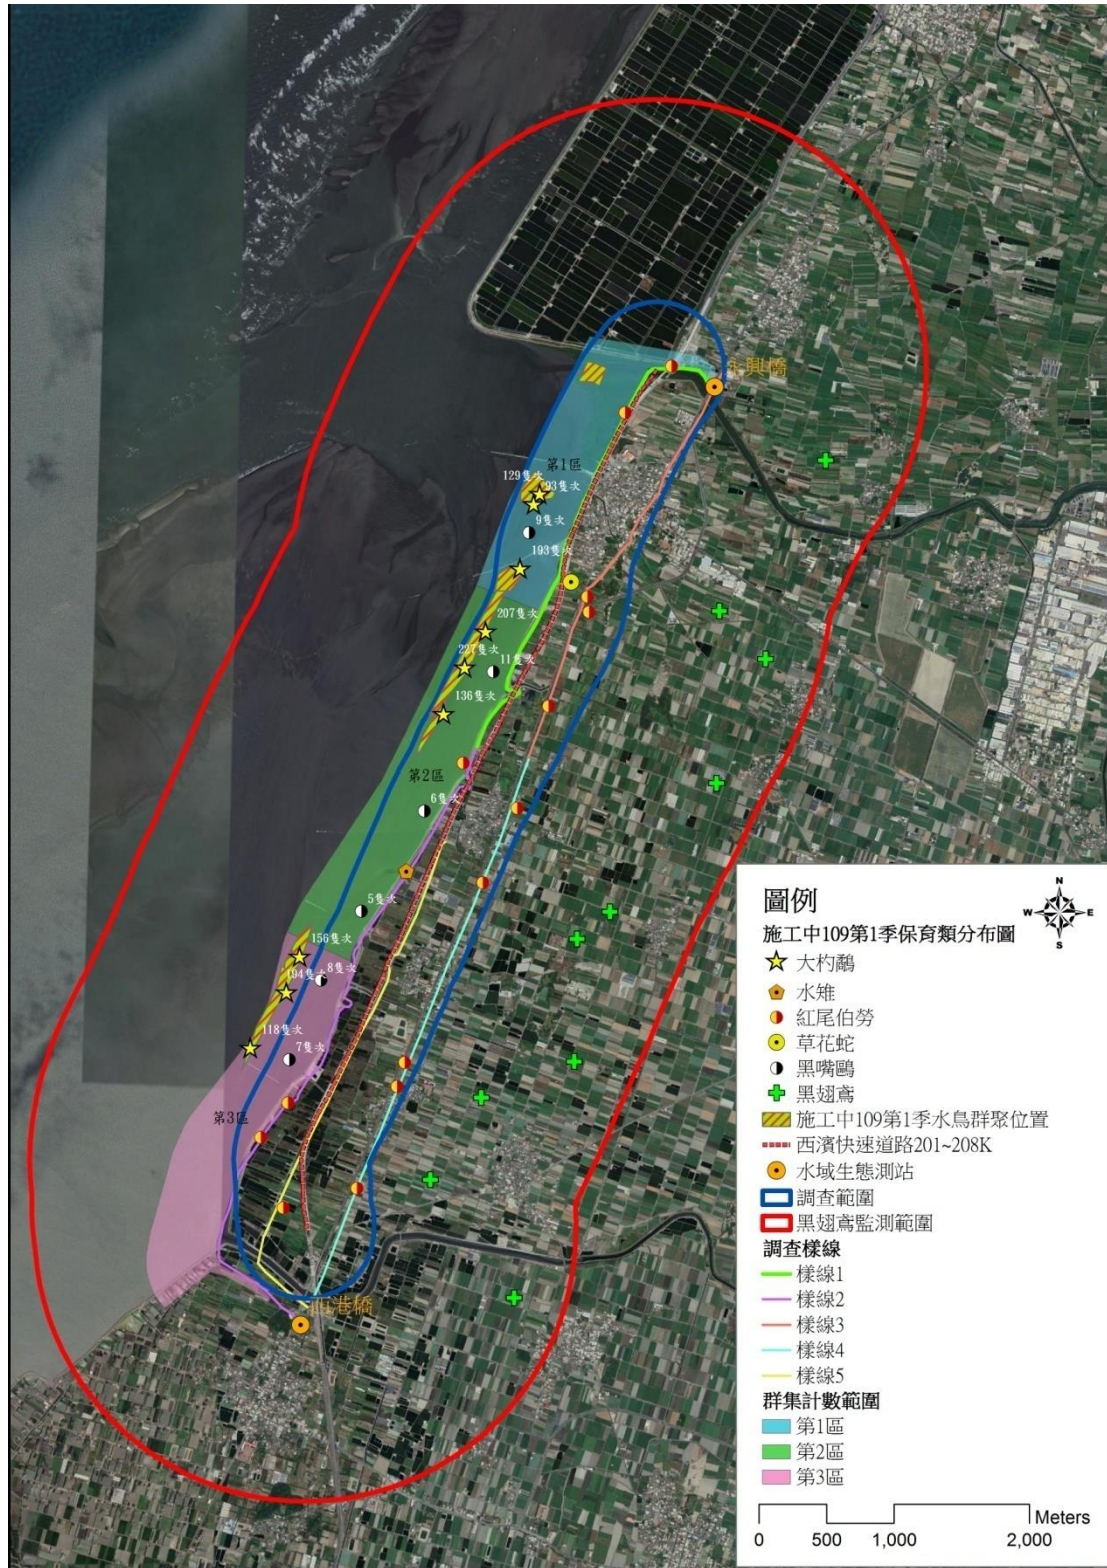 永興橋
第1區
129隻次
93隻次
9隻次
193隻次
207隻次
227隻次
11隻次
136隻次
第2區
6隻次
5隻次
156隻次
8隻次
118隻次
7隻次
第3區
西港橋
圖例
施工中109第1季保育類分布圖
大杓鷸
水雉
紅尾伯勞
草花蛇
黑嘴鷗
黑翅鳶
施工中109第1季水鳥群聚位置
西濱快速道路201~208K
水域生態測站
調查範圍
黑翅鳶監測範圍
調查樣線
樣線1
樣線2
樣線3
樣線4
樣線5
群集計數範圍
第1區
第2區
第3區
N
W
E
S
0
500
1,000
2,000
Meters